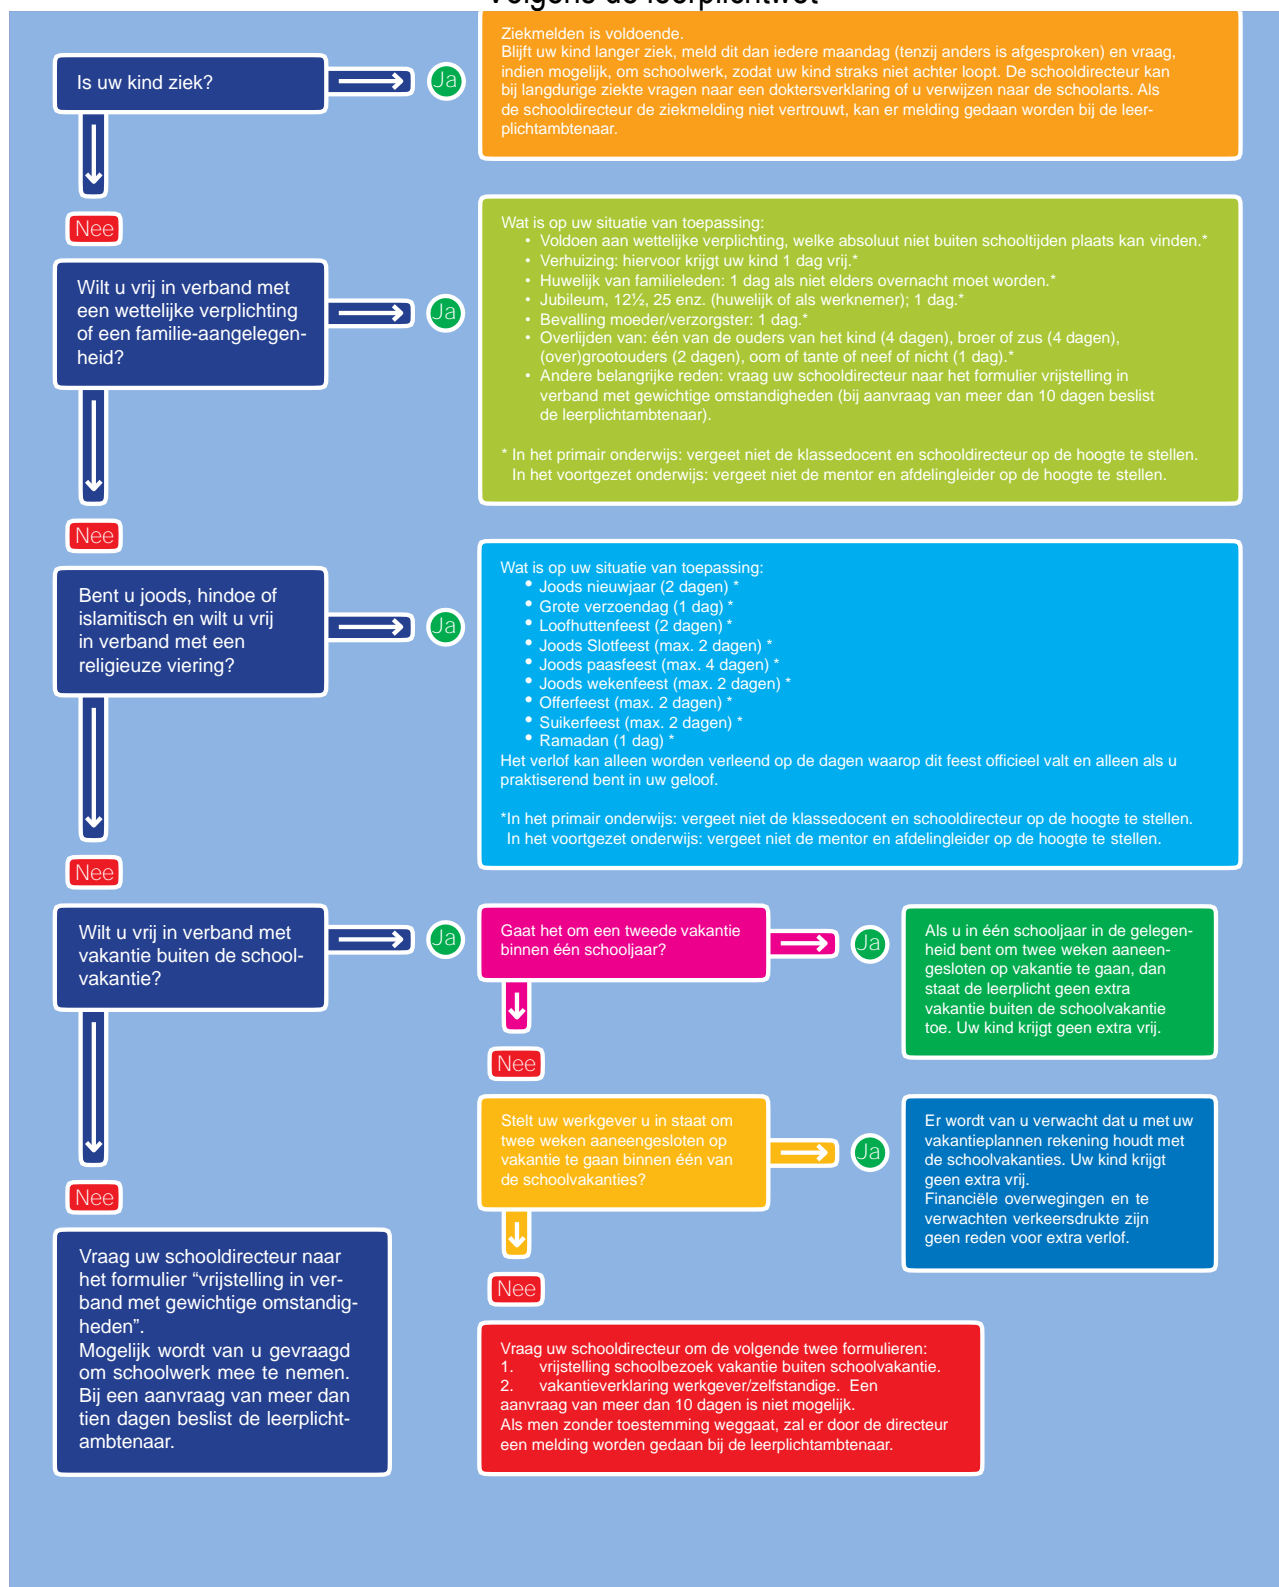 Volgens de leerplichtwet
Is uw kind ziek?
Ja
Ziekmelden is voldoende.
Blijft uw kind langer ziek, meld dit dan iedere maandag (tenzij anders is afgesproken) en vraag,
indien mogelijk, om schoolwerk, zodat uw kind straks niet achter loopt. De schooldirecteur kan
bij langdurige ziekte vragen naar een doktersverklaring of u verwijzen naar de schoolarts. Als
de schooldirecteur de ziekmelding niet vertrouwt, kan er melding gedaan worden bij de leer-
plichtambtenaar.
Nee
Wilt u vrij in verband met
een wettelijke verplichting
of een familie-aangelegen-
heid?
Ja
Wat is op uw situatie van toepassing:
• Voldoen aan wettelijke verplichting, welke absoluut niet buiten schooltijden plaats kan vinden.*
• Verhuizing: hiervoor krijgt uw kind 1 dag vrij.*
• Huwelijk van familieleden: 1 dag als niet elders overnacht moet worden.*
• Jubileum, 12½, 25 enz. (huwelijk of als werknemer); 1 dag.*
• Bevalling moeder/verzorgster: 1 dag.*
• Overlijden van: één van de ouders van het kind (4 dagen), broer of zus (4 dagen),
(over)grootouders (2 dagen), oom of tante of neef of nicht (1 dag).*
• Andere belangrijke reden: vraag uw schooldirecteur naar het formulier vrijstelling in
verband met gewichtige omstandigheden (bij aanvraag van meer dan 10 dagen beslist
de leerplichtambtenaar).
* In het primair onderwijs: vergeet niet de klassedocent en schooldirecteur op de hoogte te stellen.
In het voortgezet onderwijs: vergeet niet de mentor en afdelingleider op de hoogte te stellen.
Nee
Bent u joods, hindoe of
islamitisch en wilt u vrij
in verband met een
religieuze viering?
Ja
Wat is op uw situatie van toepassing:
• Joods nieuwjaar (2 dagen) *
• Grote verzoendag (1 dag) *
• Loofhuttenfeest (2 dagen) *
• Joods Slotfeest (max. 2 dagen) *
• Joods paasfeest (max. 4 dagen) *
• Joods wekenfeest (max. 2 dagen) *
• Offerfeest (max. 2 dagen) *
• Suikerfeest (max. 2 dagen) *
• Ramadan (1 dag) *
Het verlof kan alleen worden verleend op de dagen waarop dit feest officieel valt en alleen als u
praktiserend bent in uw geloof.
*In het primair onderwijs: vergeet niet de klassedocent en schooldirecteur op de hoogte te stellen.
In het voortgezet onderwijs: vergeet niet de mentor en afdelingleider op de hoogte te stellen.
Nee
Wilt u vrij in verband met
vakantie buiten de school-
vakantie?
Ja
Gaat het om een tweede vakantie
binnen één schooljaar?
Ja
Als u in één schooljaar in de gelegen-
heid bent om twee weken aaneen-
gesloten op vakantie te gaan, dan
staat de leerplicht geen extra
vakantie buiten de schoolvakantie
toe. Uw kind krijgt geen extra vrij.
Nee
Stelt uw werkgever u in staat om
twee weken aaneengesloten op
vakantie te gaan binnen één van
de schoolvakanties?
Ja
Er wordt van u verwacht dat u met uw
vakantieplannen rekening houdt met
de schoolvakanties. Uw kind krijgt
geen extra vrij.
Financiële overwegingen en te
verwachten verkeersdrukte zijn
geen reden voor extra verlof.
Nee
Vraag uw schooldirecteur naar
het formulier “vrijstelling in ver-
band met gewichtige omstandig-
heden”.
Mogelijk wordt van u gevraagd
om schoolwerk mee te nemen.
Bij een aanvraag van meer dan
tien dagen beslist de leerplicht-
ambtenaar.
Nee
Vraag uw schooldirecteur om de volgende twee formulieren:
1. vrijstelling schoolbezoek vakantie buiten schoolvakantie.
2. vakantieverklaring werkgever/zelfstandige. Een
aanvraag van meer dan 10 dagen is niet mogelijk.
Als men zonder toestemming weggaat, zal er door de directeur
een melding worden gedaan bij de leerplichtambtenaar.